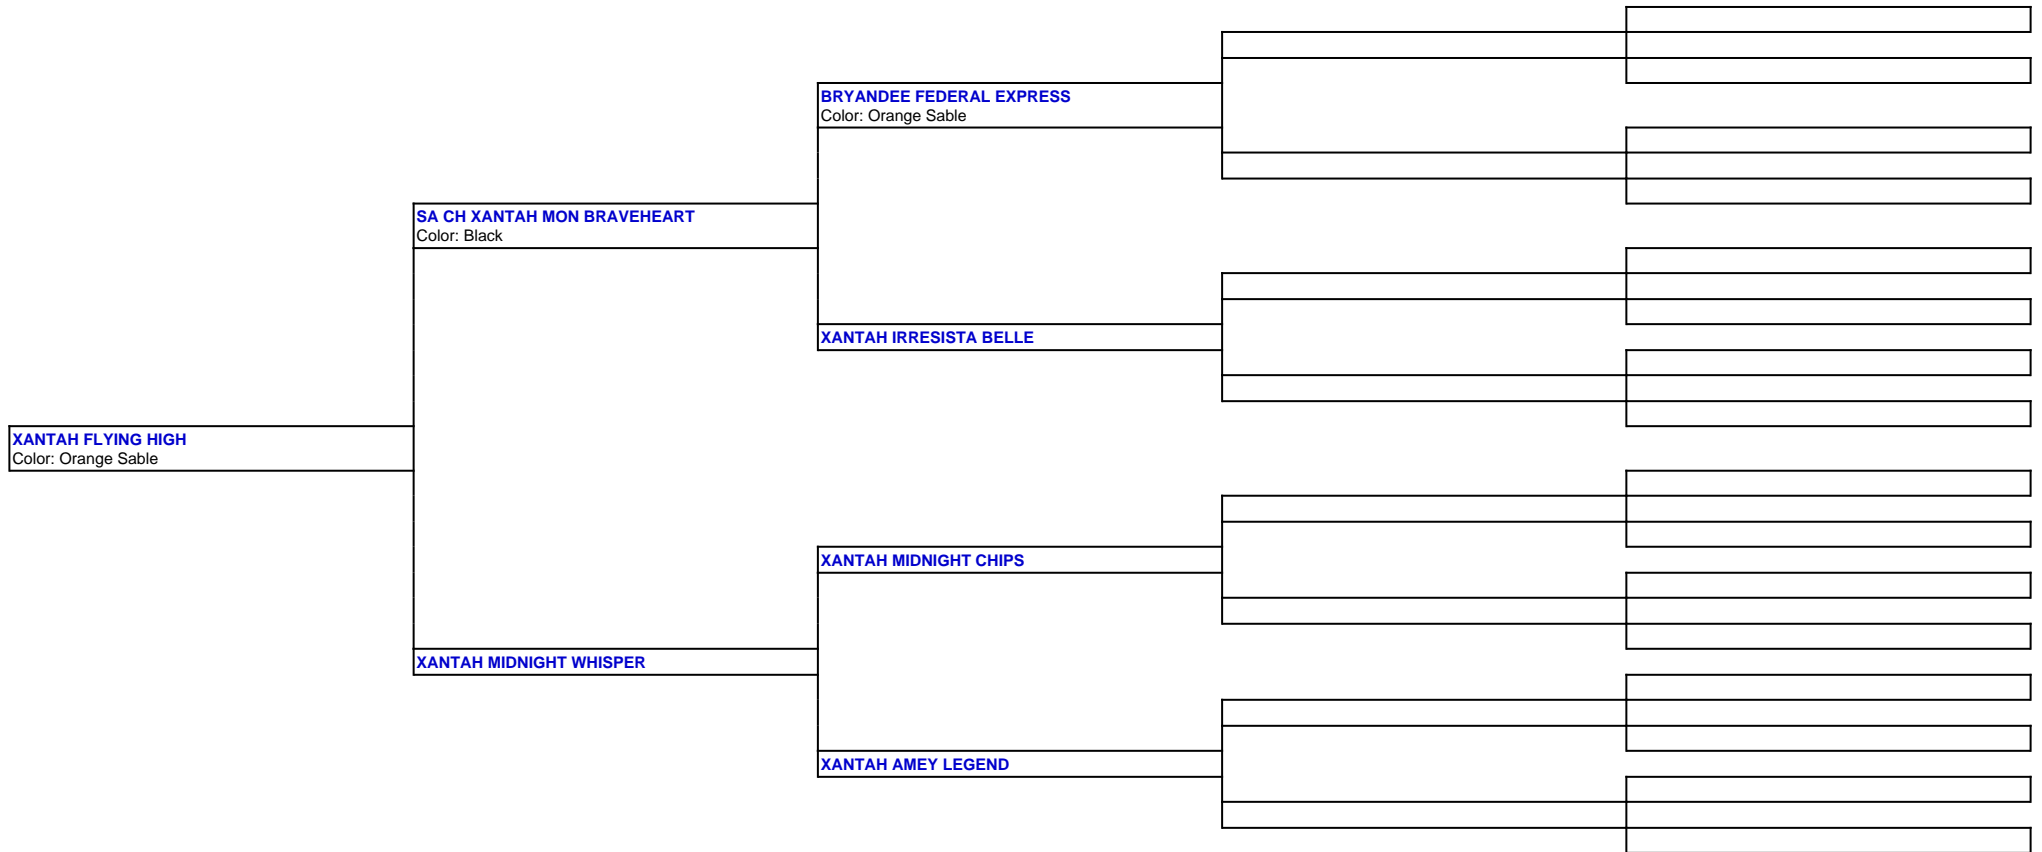 BRYANDEE FEDERAL EXPRESS
Color: Orange Sable
SA CH XANTAH MON BRAVEHEART
Color: Black
XANTAH IRRESISTA BELLE
XANTAH FLYING HIGH
Color: Orange Sable
XANTAH MIDNIGHT CHIPS
XANTAH MIDNIGHT WHISPER
XANTAH AMEY LEGEND